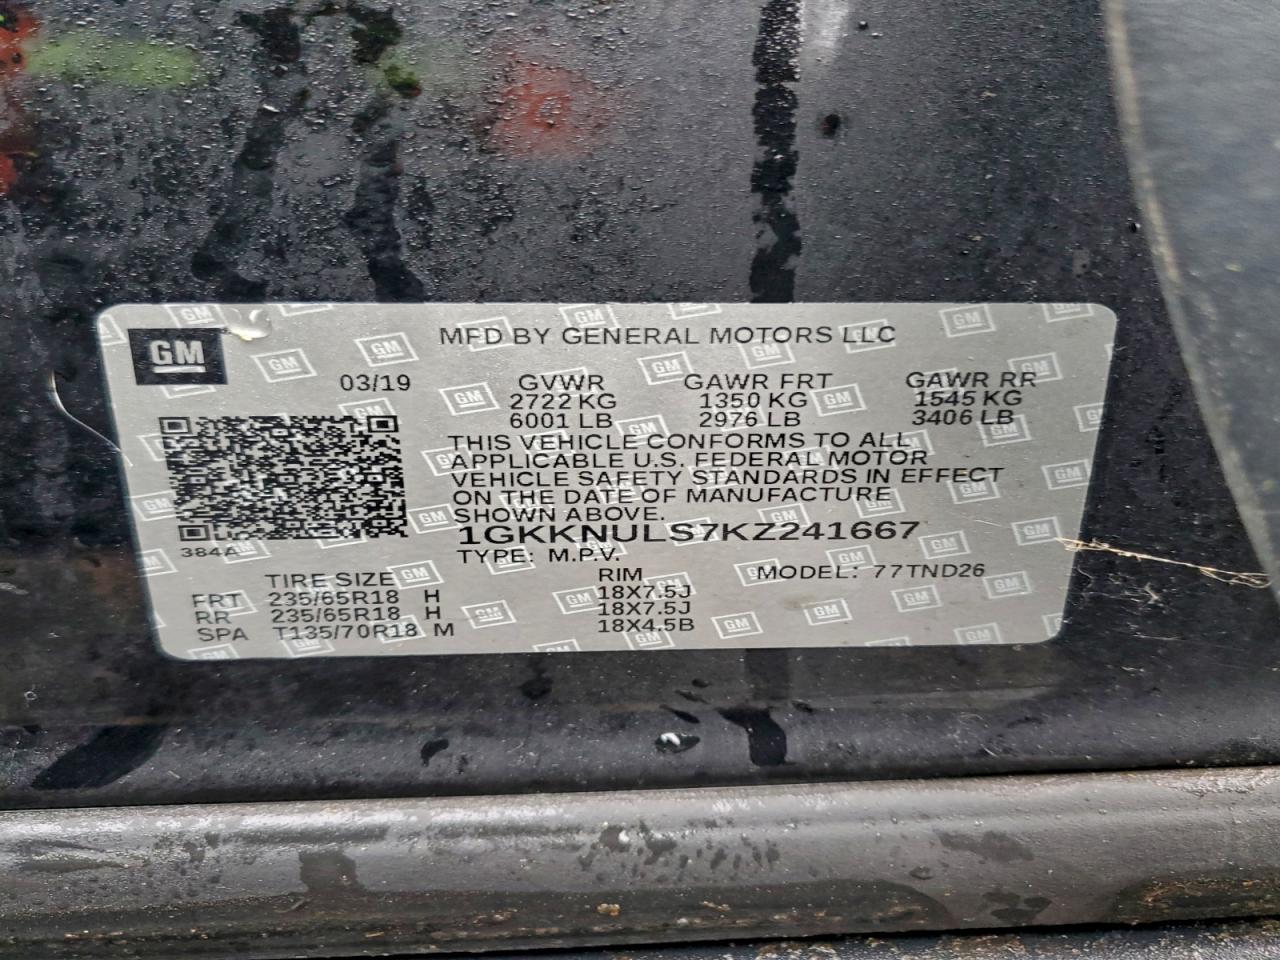 GM
MFD BY GENERAL MOTORS LLC
03/19 GVWR GAWR FRT GAWR RR
2722 KG 1350 KG 1545 KG
6001 LB 2976 LB 3406 LB
THIS VEHICLE CONFORMS TO ALL
APPLICABLE U.S. FEDERAL MOTOR
VEHICLE SAFETY STANDARDS IN EFFECT
ON THE DATE OF MANUFACTURE
SHOWN ABOVE.
1GKKNULS7KZ241667
384A
TYPE: M.P.V.
TIRE SIZE RIM MODEL: 77TND26
FRT 235/65R18 H 18X7.5J
RR 235/65R18 H 18X7.5J
SPA T135/70R18 M 18X4.5B